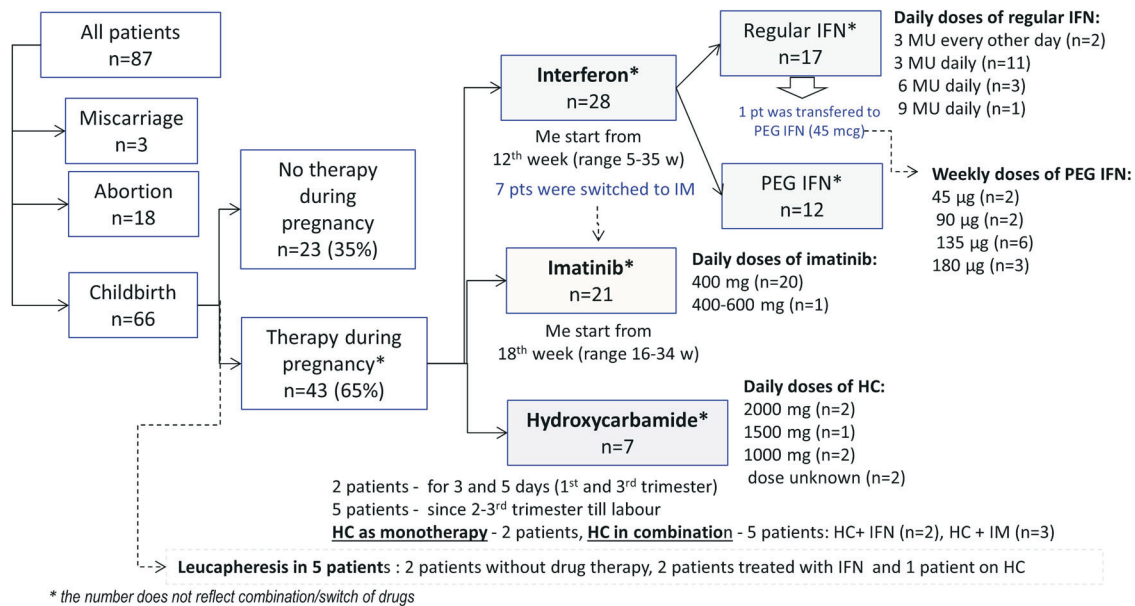 All patients
n=87
Miscarriage
n=3
Abortion
n=18
Childbirth
n=66
No therapy
during
pregnancy
n=23 (35%)
Therapy during
pregnancy*
n=43 (65%)
Interferon*
n=28
Me start from
12th week (range 5-35 w)
7 pts were switched to IM
Imatinib*
n=21
Me start from
18th week (range 16-34 w)
Hydroxycarbamide*
n=7
Regular IFN*
n=17
1 pt was transfered to
PEG IFN (45 mcg)
PEG IFN*
n=12
Daily doses of regular IFN:
3 MU every other day (n=2)
3 MU daily (n=11)
6 MU daily (n=3)
9 MU daily (n=1)
Weekly doses of PEG IFN:
45 µg (n=2)
90 µg (n=2)
135 µg (n=6)
180 µg (n=3)
Daily doses of imatinib:
400 mg (n=20)
400-600 mg (n=1)
Daily doses of HC:
2000 mg (n=2)
1500 mg (n=1)
1000 mg (n=2)
dose unknown (n=2)
2 patients - for 3 and 5 days (1st and 3rd trimester)
5 patients - since 2-3rd trimester till labour
HC as monotherapy - 2 patients, HC in combination - 5 patients: HC+ IFN (n=2), HC + IM (n=3)
Leucapheresis in 5 patients : 2 patients without drug therapy, 2 patients treated with IFN and 1 patient on HC
* the number does not reflect combination/switch of drugs